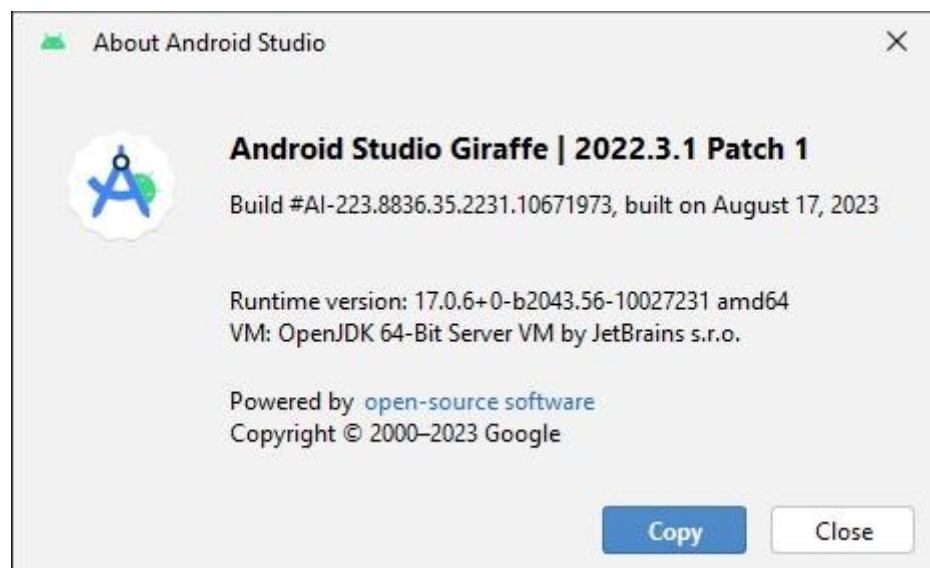 About Android Studio
Android Studio Giraffe | 2022.3.1 Patch 1
Build #AI-223.8836.35.2231.10671973, built on August 17, 2023
Runtime version: 17.0.6+0-b2043.56-10027231 amd64
VM: OpenJDK 64-Bit Server VM by JetBrains s.r.o.
Powered by open-source software
Copyright © 2000–2023 Google
Copy Close